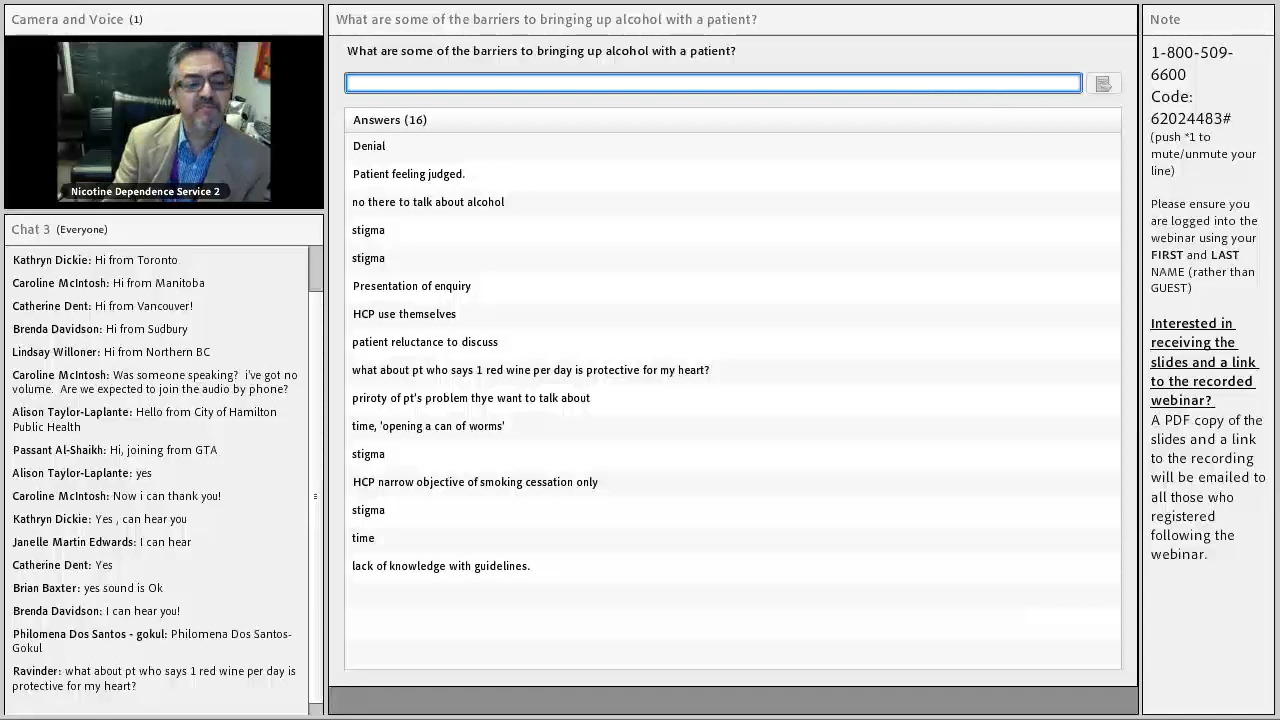 Camera and Voice (1)
Nicotine Dependence Service 2
Chat 3 (Everyone)
Kathryn Dickie: Hi from Toronto
Caroline McIntosh: Hi from Manitoba
Catherine Dent: Hi from Vancouver!
Brenda Davidson: Hi from Sudbury
Lindsay Willoner: Hi from Northern BC
Caroline McIntosh: Was someone speaking? i've got no
volume. Are we expected to join the audio by phone?
Alison Taylor-Laplante: Hello from City of Hamilton
Public Health
Passant Al-Shaikh: Hi, joining from GTA
Alison Taylor-Laplante: yes
Caroline McIntosh: Now i can thank you!
Kathryn Dickie: Yes , can hear you
Janelle Martin Edwards: I can hear
Catherine Dent: Yes
Brian Baxter: yes sound is Ok
Brenda Davidson: I can hear you!
Philomena Dos Santos - gokul: Philomena Dos Santos-
Gokul
Ravinder: what about pt who says 1 red wine per day is
protective for my heart?
What are some of the barriers to bringing up alcohol with a patient?
What are some of the barriers to bringing up alcohol with a patient?
Answers (16)
Denial
Patient feeling judged.
no there to talk about alcohol
stigma
stigma
Presentation of enquiry
HCP use themselves
patient reluctance to discuss
what about pt who says 1 red wine per day is protective for my heart?
priroty of pt's problem thye want to talk about
time, 'opening a can of worms'
stigma
HCP narrow objective of smoking cessation only
stigma
time
lack of knowledge with guidelines.
Note
1-800-509-
6600
Code:
62024483#
(push *1 to
mute/unmute your
line)
Please ensure you
are logged into the
webinar using your
FIRST and LAST
NAME (rather than
GUEST)
Interested in
receiving the
slides and a link
to the recorded
webinar?
A PDF copy of the
slides and a link
to the recording
will be emailed to
all those who
registered
following the
webinar.